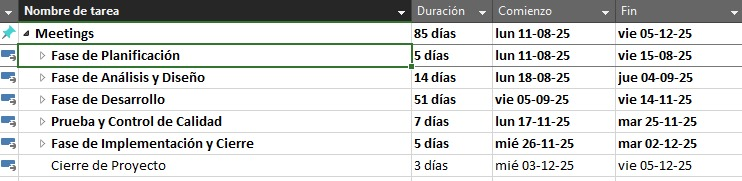 Nombre de tarea Duración Comienzo Fin
Meetings 85 días lun 11-08-25 vie 05-12-25
Fase de Planificación 5 días lun 11-08-25 vie 15-08-25
Fase de Análisis y Diseño 14 días lun 18-08-25 jue 04-09-25
Fase de Desarrollo 51 días vie 05-09-25 vie 14-11-25
Prueba y Control de Calidad 7 días lun 17-11-25 mar 25-11-25
Fase de Implementación y Cierre 5 días mié 26-11-25 mar 02-12-25
Cierre de Proyecto 3 días mié 03-12-25 vie 05-12-25